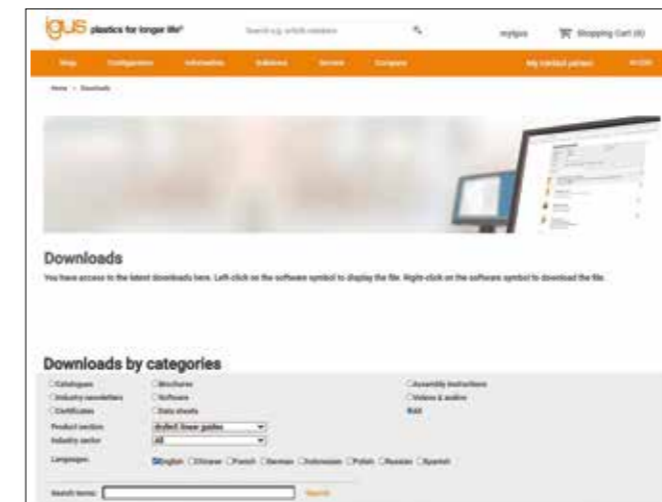 igus plastics for longer life®
Search e.g. article numbers
myigus
Shopping Cart (0)
Shop Configurators Information Solutions Service Company My contact person
Home > Downloads
Downloads
You have access to the latest downloads here. Left-click on the software symbol to display the file. Right-click on the software symbol to download the file.
Downloads by categories
Catalogues Brochures Assembly instructions
Industry newsletters Software Videos & audios
Certificates Data sheets All
Product section drylin® linear guides
Industry sector All
Languages English Chinese French German Indonesian Polish Russian Spanish
Search terms: Search